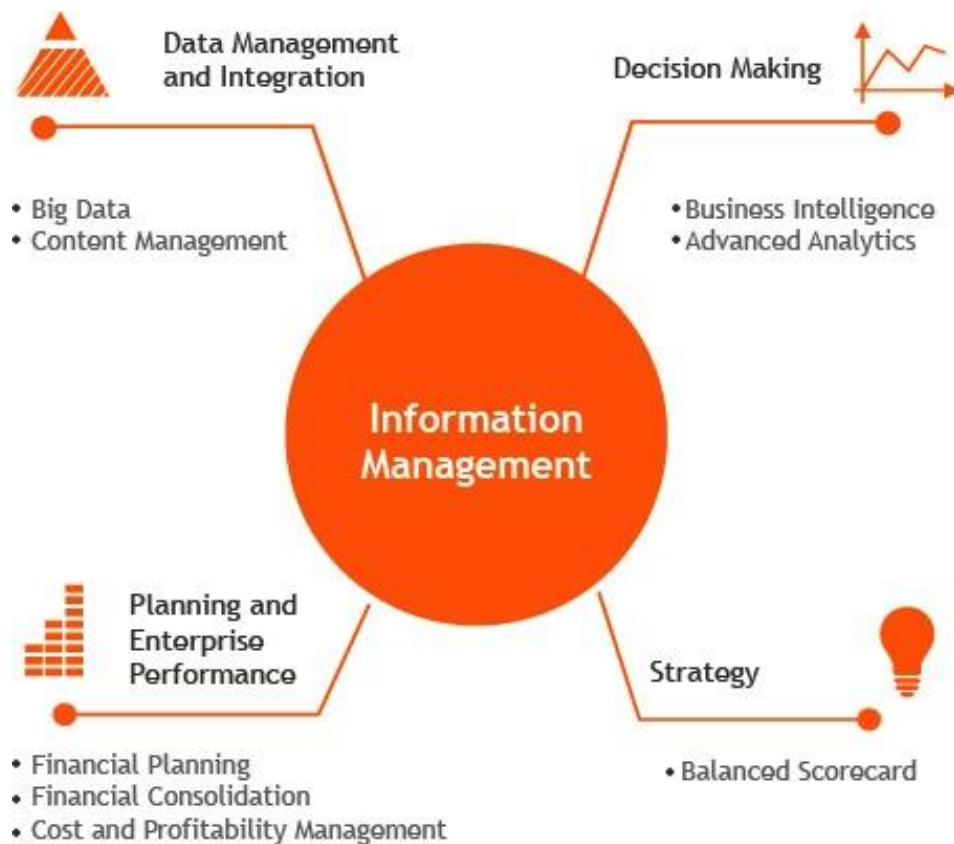 Data Management
and Integration
• Big Data
• Content Management
Decision Making
• Business Intelligence
• Advanced Analytics
Information
Management
Planning and
Enterprise
Performance
• Financial Planning
• Financial Consolidation
• Cost and Profitability Management
Strategy
• Balanced Scorecard